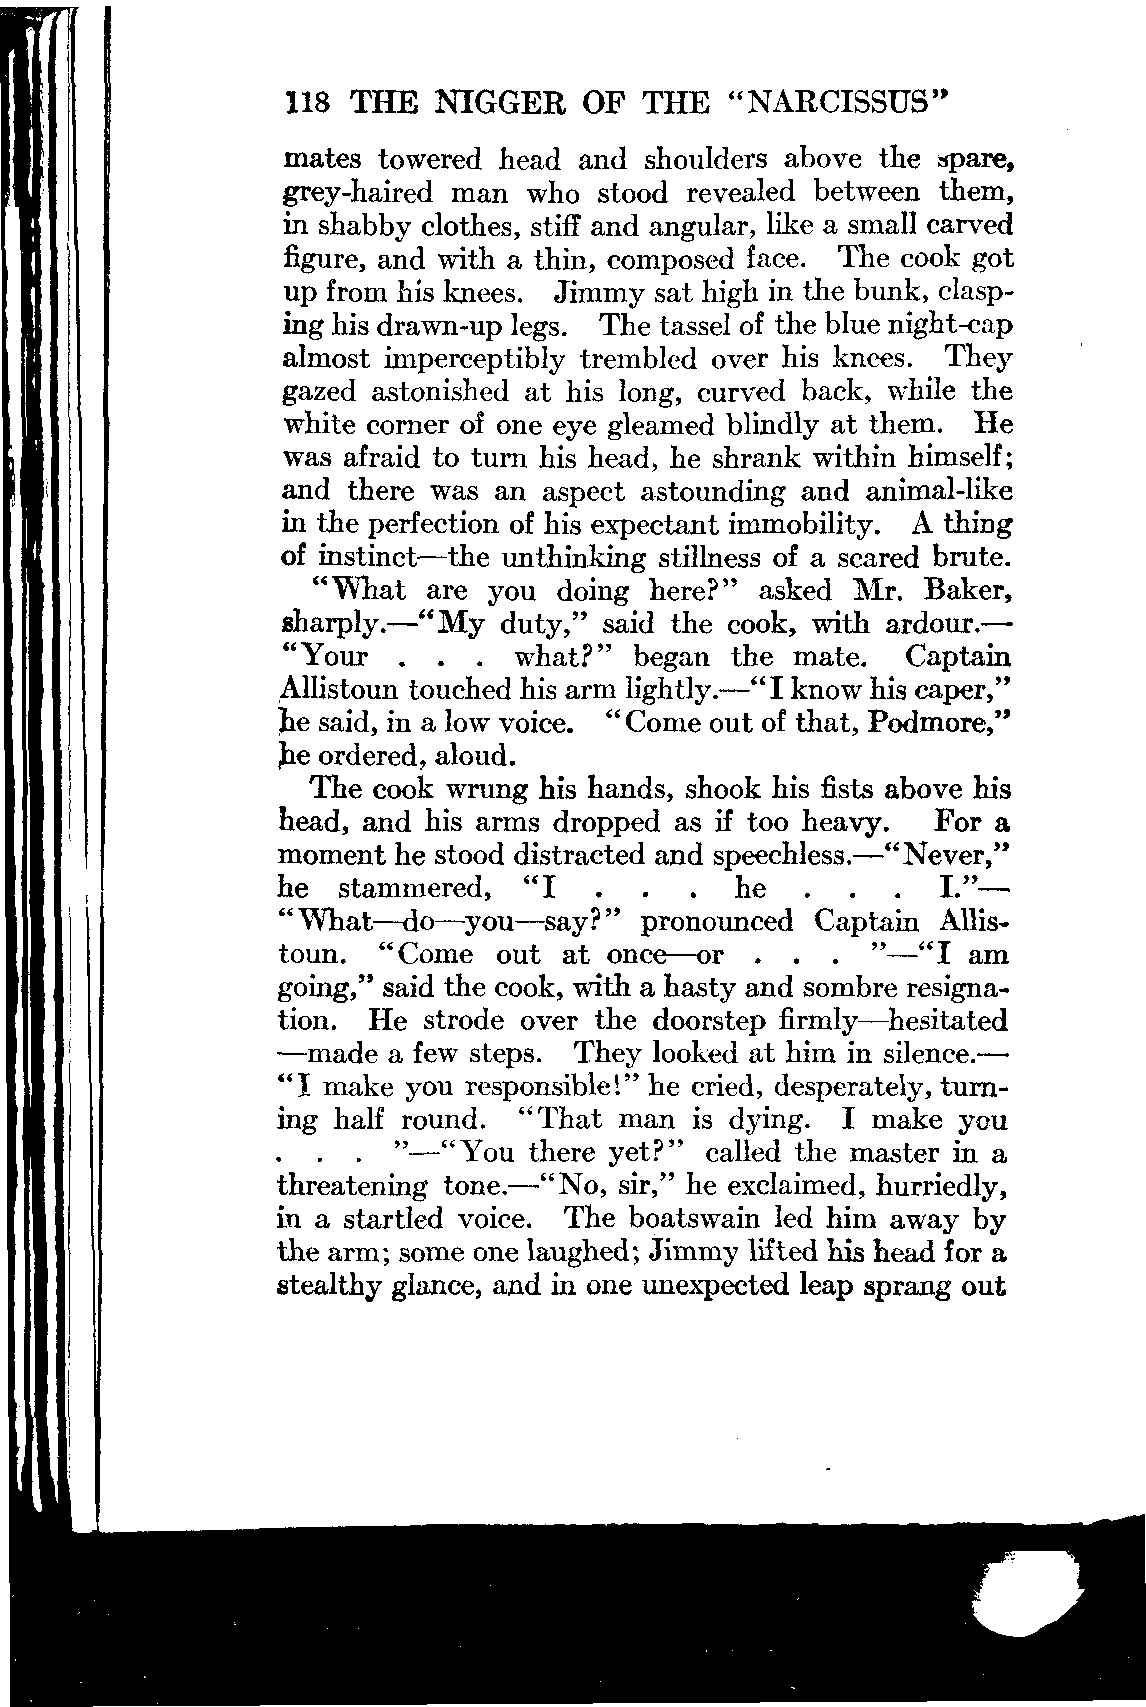 118 THE NIGGER OF THE “NARCISSUS”
mates towered head and shoulders above the spare,
grey-haired man who stood revealed between them,
in shabby clothes, stiff and angular, like a small carved
figure, and with a thin, composed face. The cook got
up from his knees. Jimmy sat high in the bunk, clasp-
ing his drawn-up legs. The tassel of the blue night-cap
almost imperceptibly trembled over his knees. They
gazed astonished at his long, curved back, while the
white corner of one eye gleamed blindly at them. He
was afraid to turn his head, he shrank within himself;
and there was an aspect astounding and animal-like
in the perfection of his expectant immobility. A thing
of instinct—the unthinking stillness of a scared brute.
“What are you doing here?” asked Mr. Baker,
sharply.—“My duty,” said the cook, with ardour.—
“Your . . . what?” began the mate. Captain
Allistoun touched his arm lightly.—“I know his caper,”
he said, in a low voice. “Come out of that, Podmore,”
he ordered, aloud.
The cook wrung his hands, shook his fists above his
head, and his arms dropped as if too heavy. For a
moment he stood distracted and speechless.—“Never,”
he stammered, “I . . . he . . . I.”—
“What—do—you—say?” pronounced Captain Allis-
toun. “Come out at once—or . . . ”—“I am
going,” said the cook, with a hasty and sombre resigna-
tion. He strode over the doorstep firmly—hesitated
—made a few steps. They looked at him in silence.—
“I make you responsible!” he cried, desperately, turn-
ing half round. “That man is dying. I make you
. . . ”—“You there yet?” called the master in a
threatening tone.—“No, sir,” he exclaimed, hurriedly,
in a startled voice. The boatswain led him away by
the arm; some one laughed; Jimmy lifted his head for a
stealthy glance, and in one unexpected leap sprang out